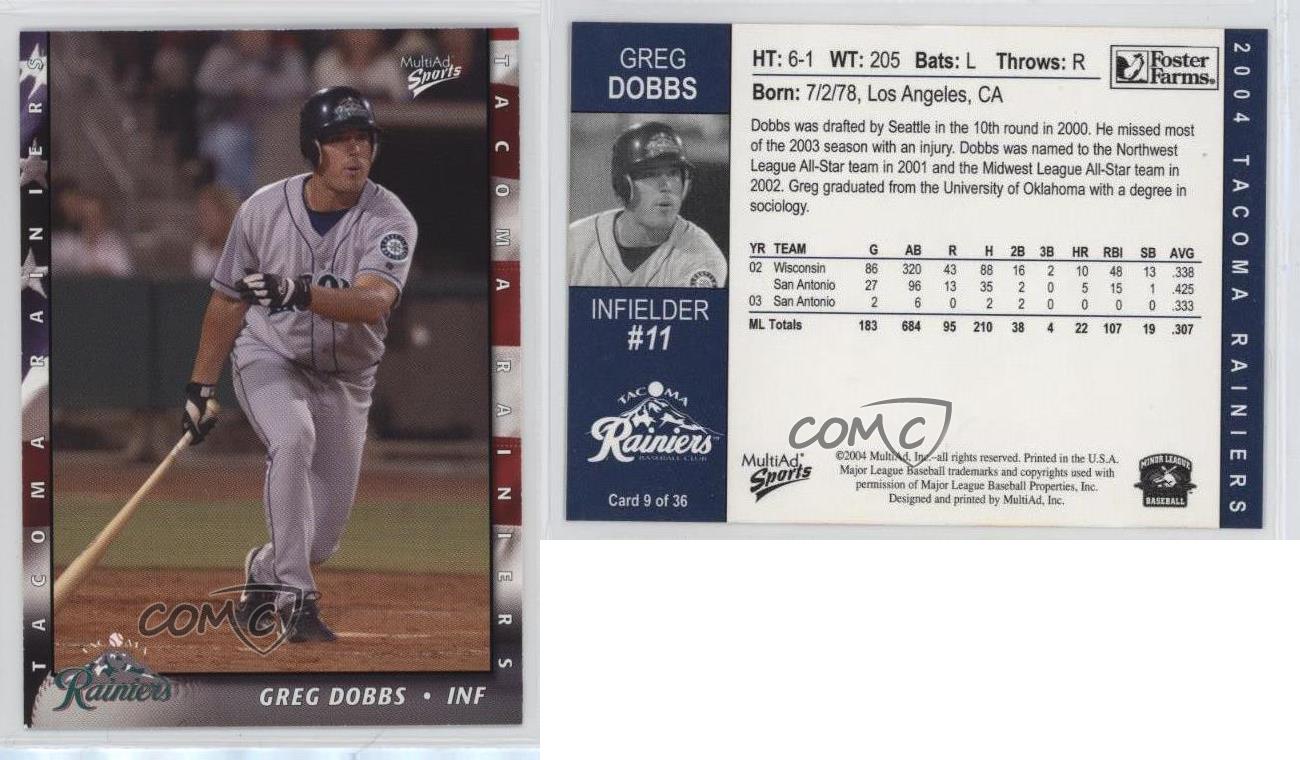 MultiAd
Sports
TACOMA RAINIERS
TACOMA RAINIERS
COMC
TACOMA
Rainiers
GREG DOBBS • INF
GREG
DOBBS
INFIELDER
#11
TACOMA
Rainiers™
BASEBALL CLUB
Card 9 of 36
HT: 6-1 WT: 205 Bats: L Throws: R
Foster
Farms®
Born: 7/2/78, Los Angeles, CA
Dobbs was drafted by Seattle in the 10th round in 2000. He missed most
of the 2003 season with an injury. Dobbs was named to the Northwest
League All-Star team in 2001 and the Midwest League All-Star team in
2002. Greg graduated from the University of Oklahoma with a degree in
sociology.
YR TEAM G AB R H 2B 3B HR RBI SB AVG
02 Wisconsin 86 320 43 88 16 2 10 48 13 .338
San Antonio 27 96 13 35 2 0 5 15 1 .425
03 San Antonio 2 6 0 2 2 0 0 0 0 .333
ML Totals 183 684 95 210 38 4 22 107 19 .307
COMC
MultiAd®
Sports
©2004 MultiAd, Inc.-all rights reserved. Printed in the U.S.A.
Major League Baseball trademarks and copyrights used with
permission of Major League Baseball Properties, Inc.
Designed and printed by MultiAd, Inc.
MINOR LEAGUE
BASEBALL
2004 TACOMA RAINIERS